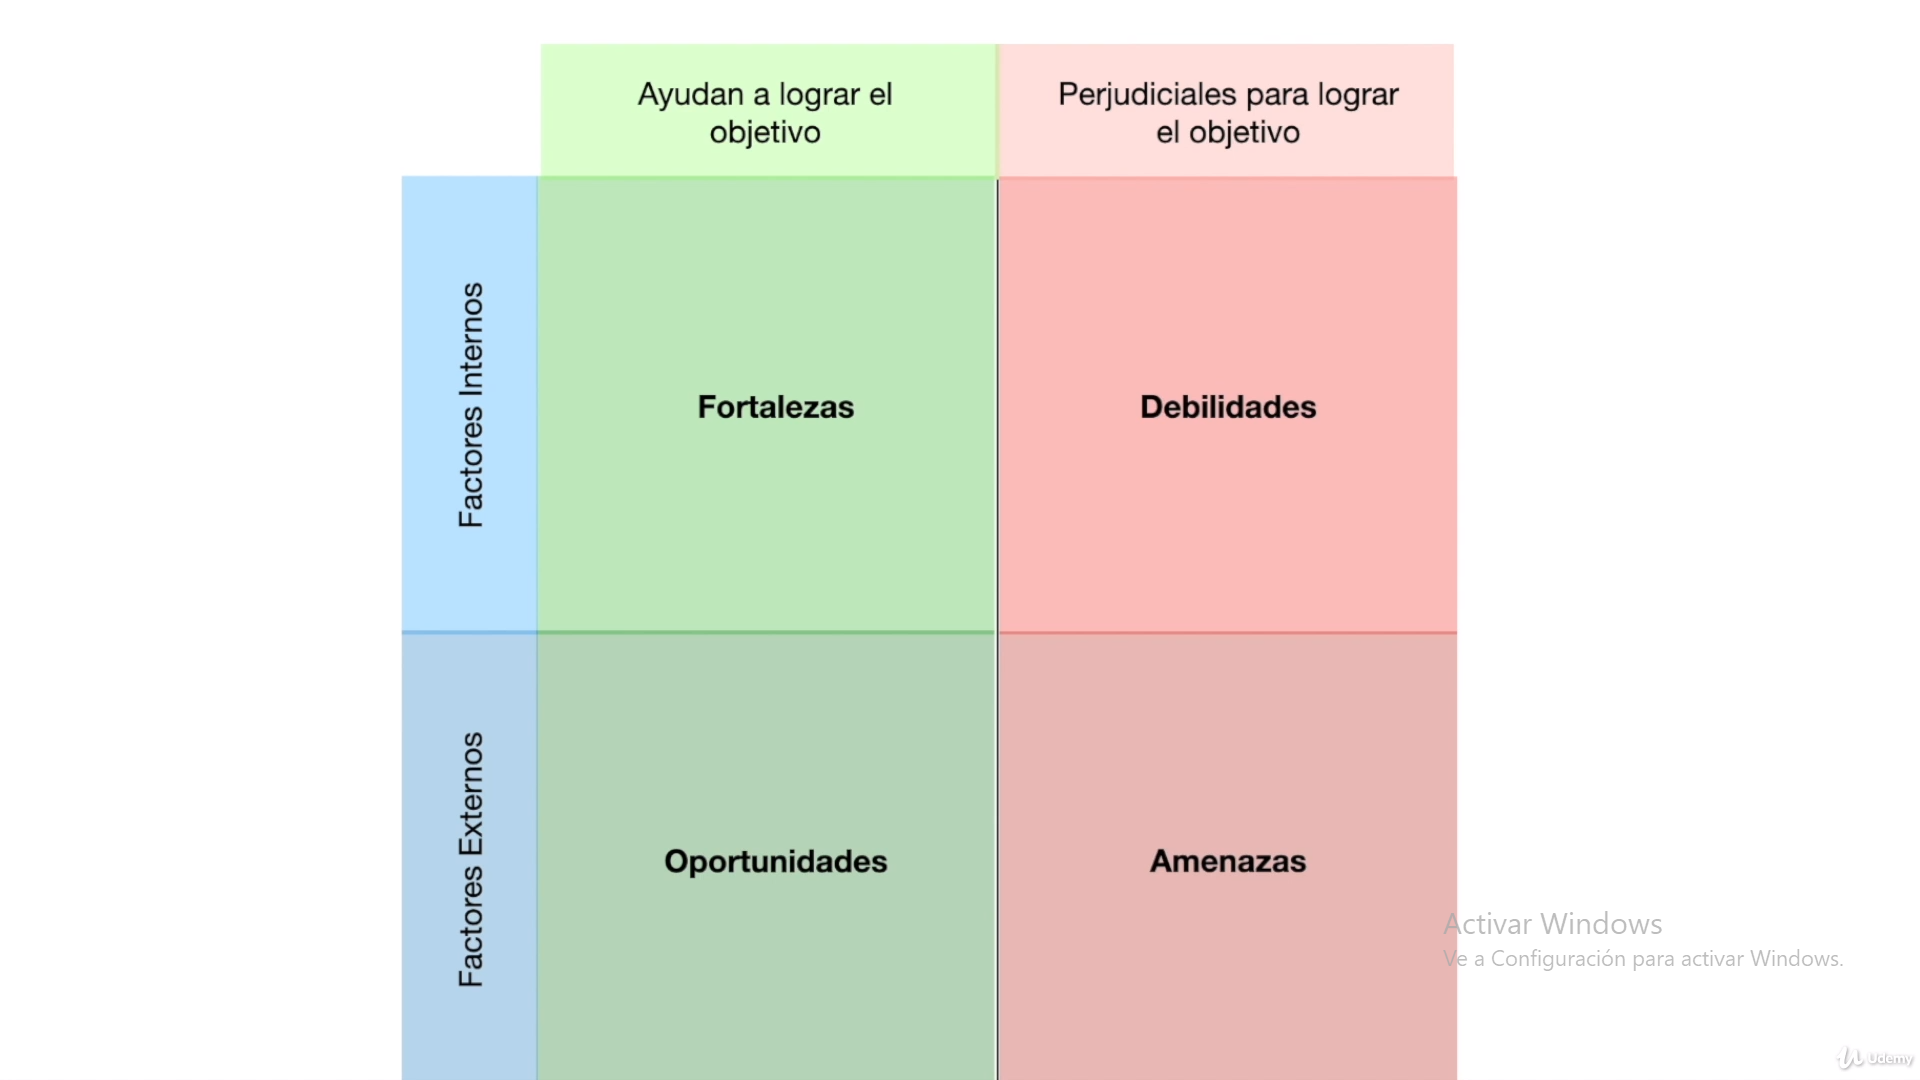 Ayudan a lograr el
objetivo
Perjudiciales para lograr
el objetivo
Factores Internos
Fortalezas
Debilidades
Factores Externos
Oportunidades
Amenazas
Activar Windows
Ve a Configuración para activar Windows.
Udemy